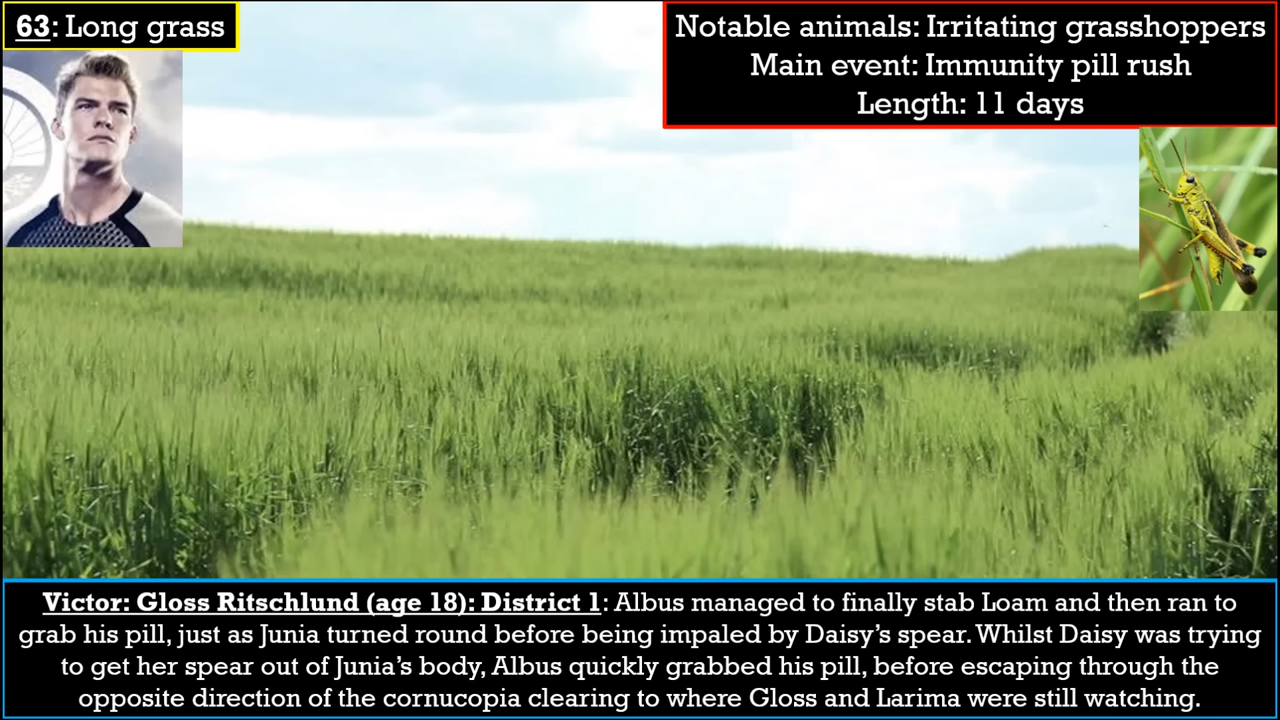 63: Long grass
Notable animals: Irritating grasshoppers
Main event: Immunity pill rush
Length: 11 days
Victor: Gloss Ritschlund (age 18): District 1: Albus managed to finally stab Loam and then ran to
grab his pill, just as Junia turned round before being impaled by Daisy's spear. Whilst Daisy was trying
to get her spear out of Junia's body, Albus quickly grabbed his pill, before escaping through the
opposite direction of the cornucopia clearing to where Gloss and Larima were still watching.